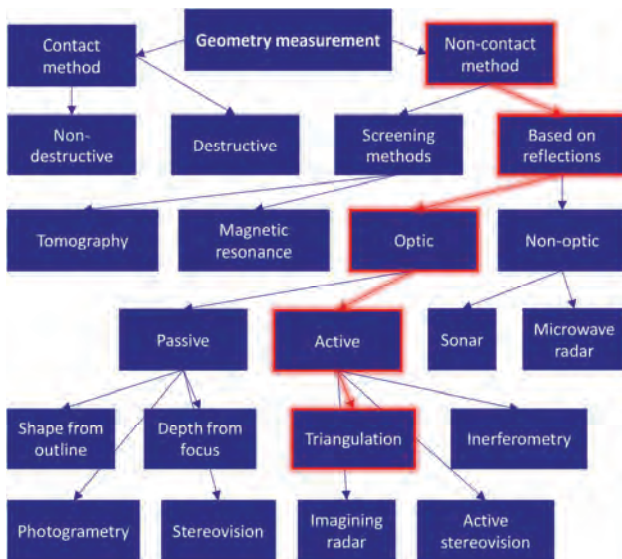 Geometry measurement
Contact
method
Non-contact
method
Non-
destructive
Destructive
Screening
methods
Based on
reflections
Tomography
Magnetic
resonance
Optic
Non-optic
Passive
Active
Sonar
Microwave
radar
Shape from
outline
Depth from
focus
Triangulation
Inerferometry
Photogrametry
Stereovision
Imagining
radar
Active
stereovision